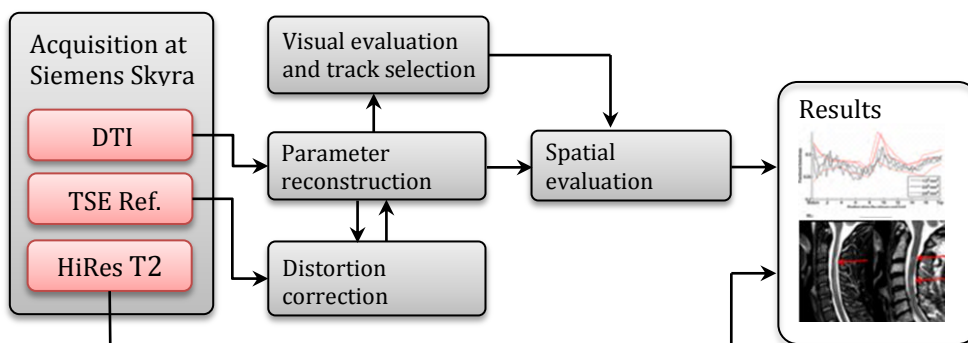 Acquisition at
Siemens Skyra
DTI
TSE Ref.
HiRes T2
Visual evaluation
and track selection
Parameter
reconstruction
Distortion
correction
Spatial
evaluation
Results